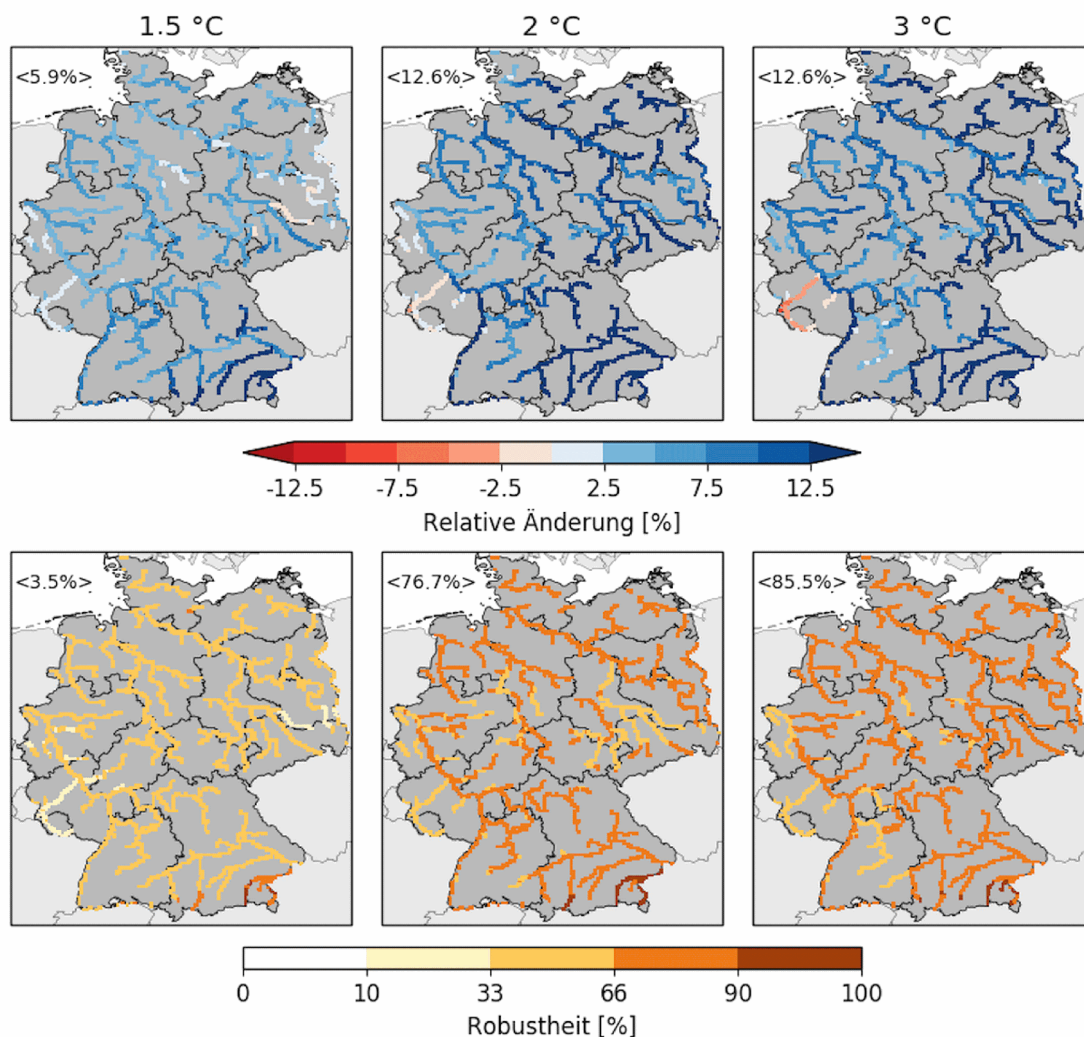 1.5 °C 2 °C 3 °C
<5.9%> <12.6%> <12.6%>
-12.5 -7.5 -2.5 2.5 7.5 12.5
Relative Änderung [%]
<3.5%> <76.7%> <85.5%>
0 10 33 66 90 100
Robustheit [%]